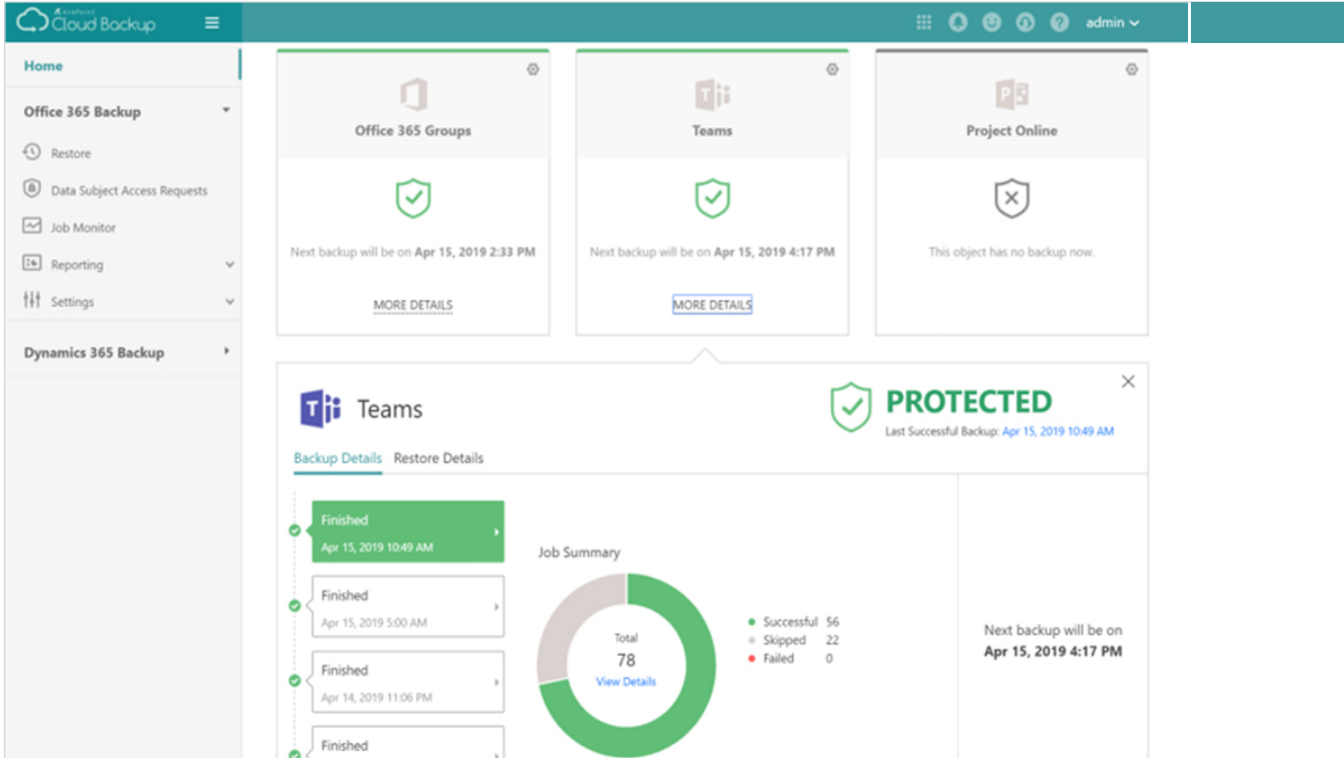 AvePoint
Cloud Backup
admin
Home
Office 365 Backup
Restore
Data Subject Access Requests
Job Monitor
Reporting
Settings
Dynamics 365 Backup
Office 365 Groups
Next backup will be on Apr 15, 2019 2:33 PM
MORE DETAILS
Teams
Next backup will be on Apr 15, 2019 4:17 PM
MORE DETAILS
Project Online
This object has no backup now.
Teams
PROTECTED
Last Successful Backup: Apr 15, 2019 10:49 AM
Backup Details Restore Details
Finished
Apr 15, 2019 10:49 AM
Finished
Apr 15, 2019 5:00 AM
Finished
Apr 14, 2019 11:06 PM
Finished
Job Summary
Total
78
View Details
Successful 56
Skipped 22
Failed 0
Next backup will be on
Apr 15, 2019 4:17 PM